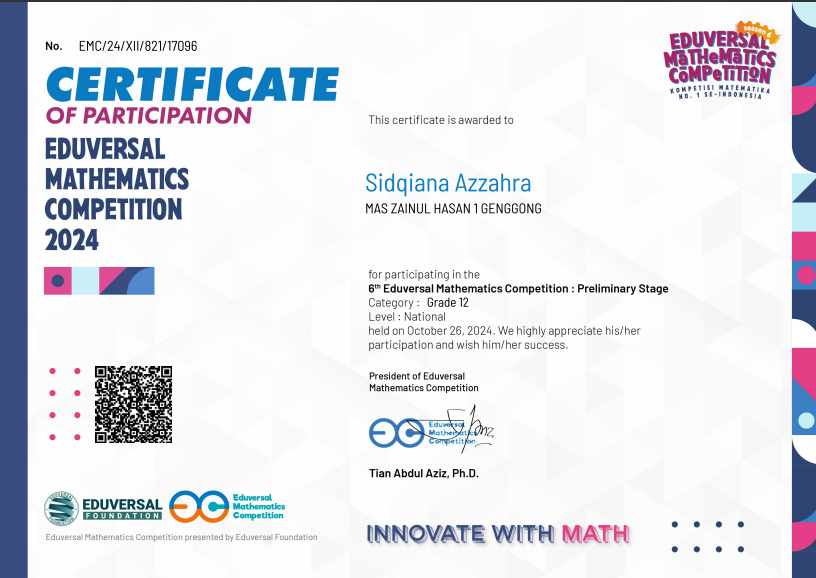 No. EMC/24/XII/821/17096
CERTIFICATE
OF PARTICIPATION
EDUVERSAL
MATHEMATICS
COMPETITION
2024
season 6
EDUVERSAL
MATHEMATICS
COMPETITION
KOMPETISI MATEMATIKA
NO. 1 SE-INDONESIA
This certificate is awarded to
Sidqiana Azzahra
MAS ZAINUL HASAN 1 GENGGONG
for participating in the
6th Eduversal Mathematics Competition : Preliminary Stage
Category : Grade 12
Level : National
held on October 26, 2024. We highly appreciate his/her
participation and wish him/her success.
President of Eduversal
Mathematics Competition
Eduversal
Mathematics
Competition
Tian Abdul Aziz, Ph.D.
EDUVERSAL
FOUNDATION
Eduversal
Mathematics
Competition
Eduversal Mathematics Competition presented by Eduversal Foundation
INNOVATE WITH MATH